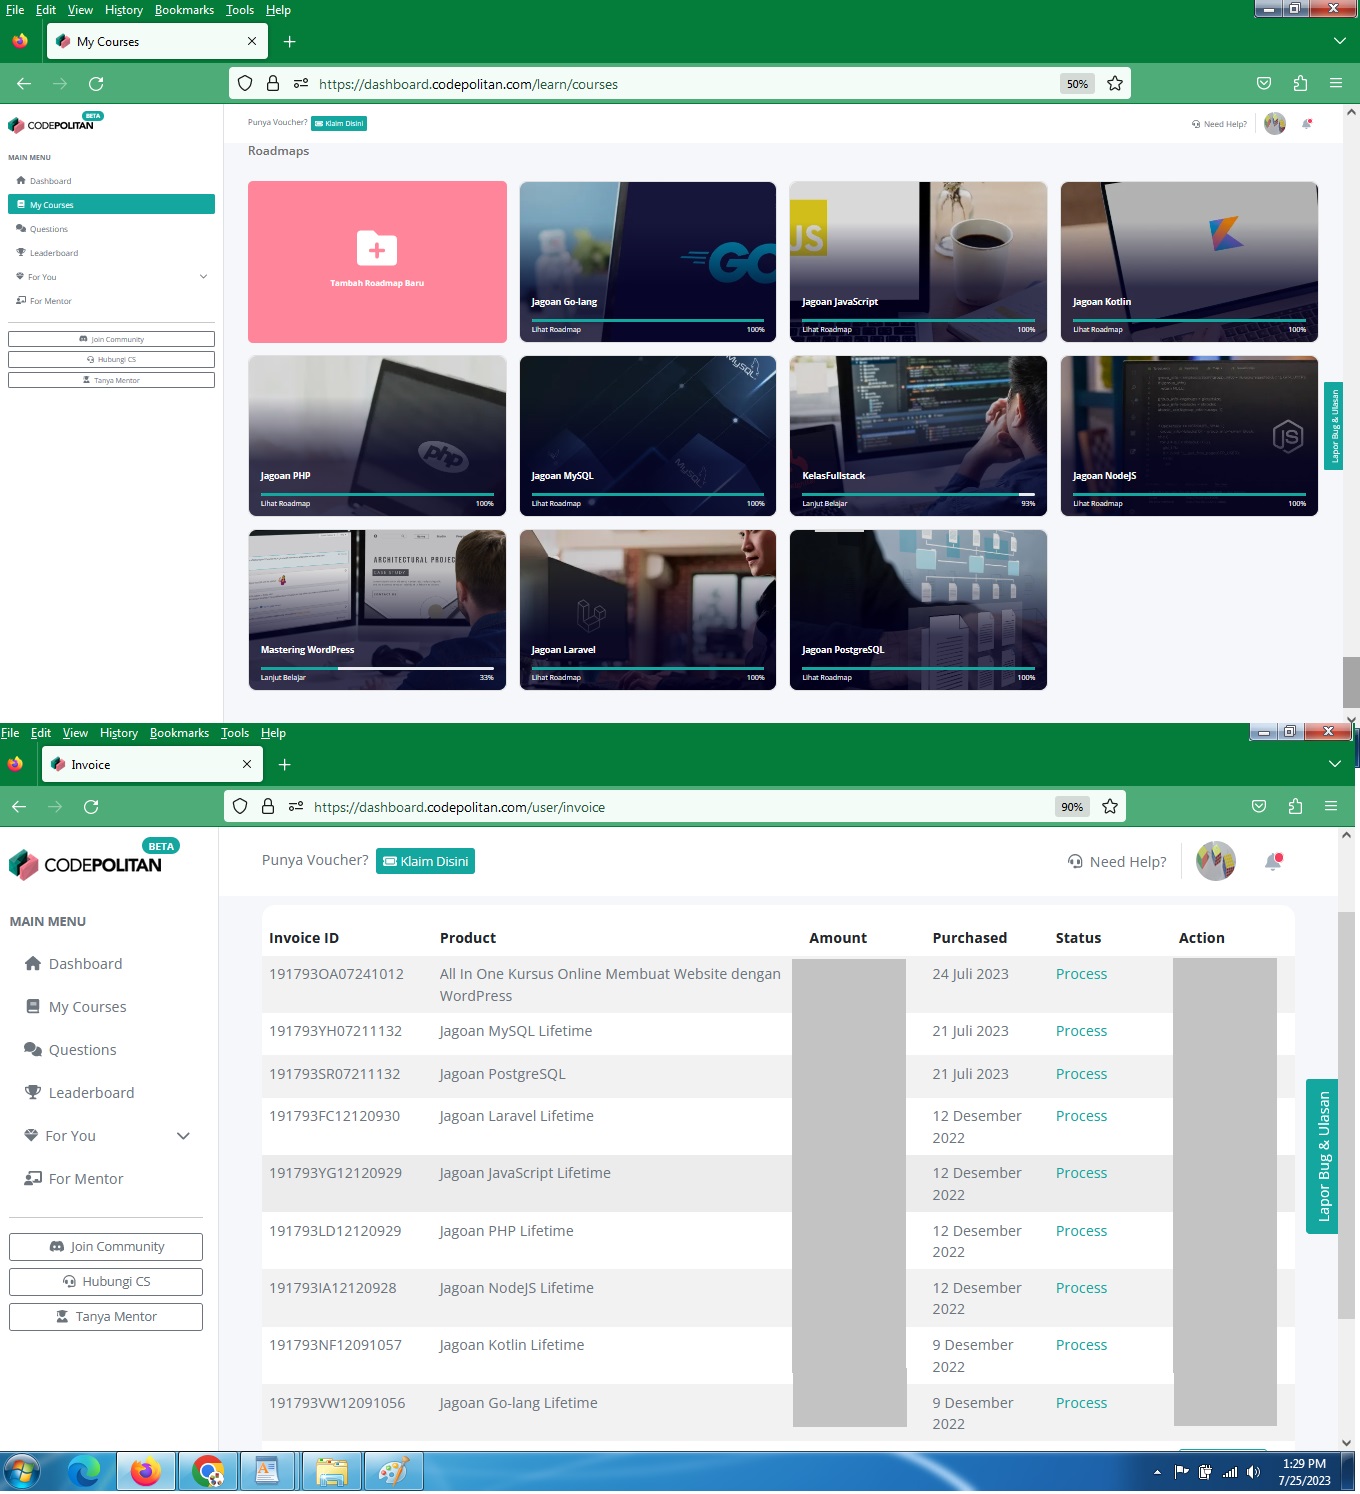 File Edit View History Bookmarks Tools Help
My Courses
https://dashboard.codepolitan.com/learn/courses
50%
CODEPOLITAN
BETA
Punya Voucher? Klaim Disini
Need Help?
MAIN MENU
Dashboard
My Courses
Questions
Leaderboard
For You
For Mentor
Join Community
Hubungi CS
Tanya Mentor
Roadmaps
Tambah Roadmap Baru
GO
Jagoan Go-lang
Lihat Roadmap 100%
JS
Jagoan JavaScript
Lihat Roadmap 100%
Jagoan Kotlin
Lihat Roadmap 100%
php
Jagoan PHP
Lihat Roadmap 100%
MySQL
MySQL
Jagoan MySQL
Lihat Roadmap 100%
KelasFullstack
Lanjut Belajar 93%
JS
Jagoan NodeJS
Lihat Roadmap 100%
ARCHITECTURAL PROJEC
CASE STUDY
Mastering WordPress
Lanjut Belajar 33%
Jagoan Laravel
Lihat Roadmap 100%
Jagoan PostgreSQL
Lihat Roadmap 100%
Lapor Bug & Ulasan
File Edit View History Bookmarks Tools Help
Invoice
https://dashboard.codepolitan.com/user/invoice
90%
CODEPOLITAN
BETA
Punya Voucher? Klaim Disini
Need Help?
MAIN MENU
Dashboard
My Courses
Questions
Leaderboard
For You
For Mentor
Join Community
Hubungi CS
Tanya Mentor
Invoice ID Product Amount Purchased Status Action
191793OA07241012 All In One Kursus Online Membuat Website dengan 24 Juli 2023 Process
WordPress
191793YH07211132 Jagoan MySQL Lifetime 21 Juli 2023 Process
191793SR07211132 Jagoan PostgreSQL 21 Juli 2023 Process
191793FC12120930 Jagoan Laravel Lifetime 12 Desember Process
2022
191793YG12120929 Jagoan JavaScript Lifetime 12 Desember Process
2022
191793LD12120929 Jagoan PHP Lifetime 12 Desember Process
2022
191793IA12120928 Jagoan NodeJS Lifetime 12 Desember Process
2022
191793NF12091057 Jagoan Kotlin Lifetime 9 Desember Process
2022
191793VW12091056 Jagoan Go-lang Lifetime 9 Desember Process
2022
Lapor Bug & Ulasan
1:29 PM
7/25/2023